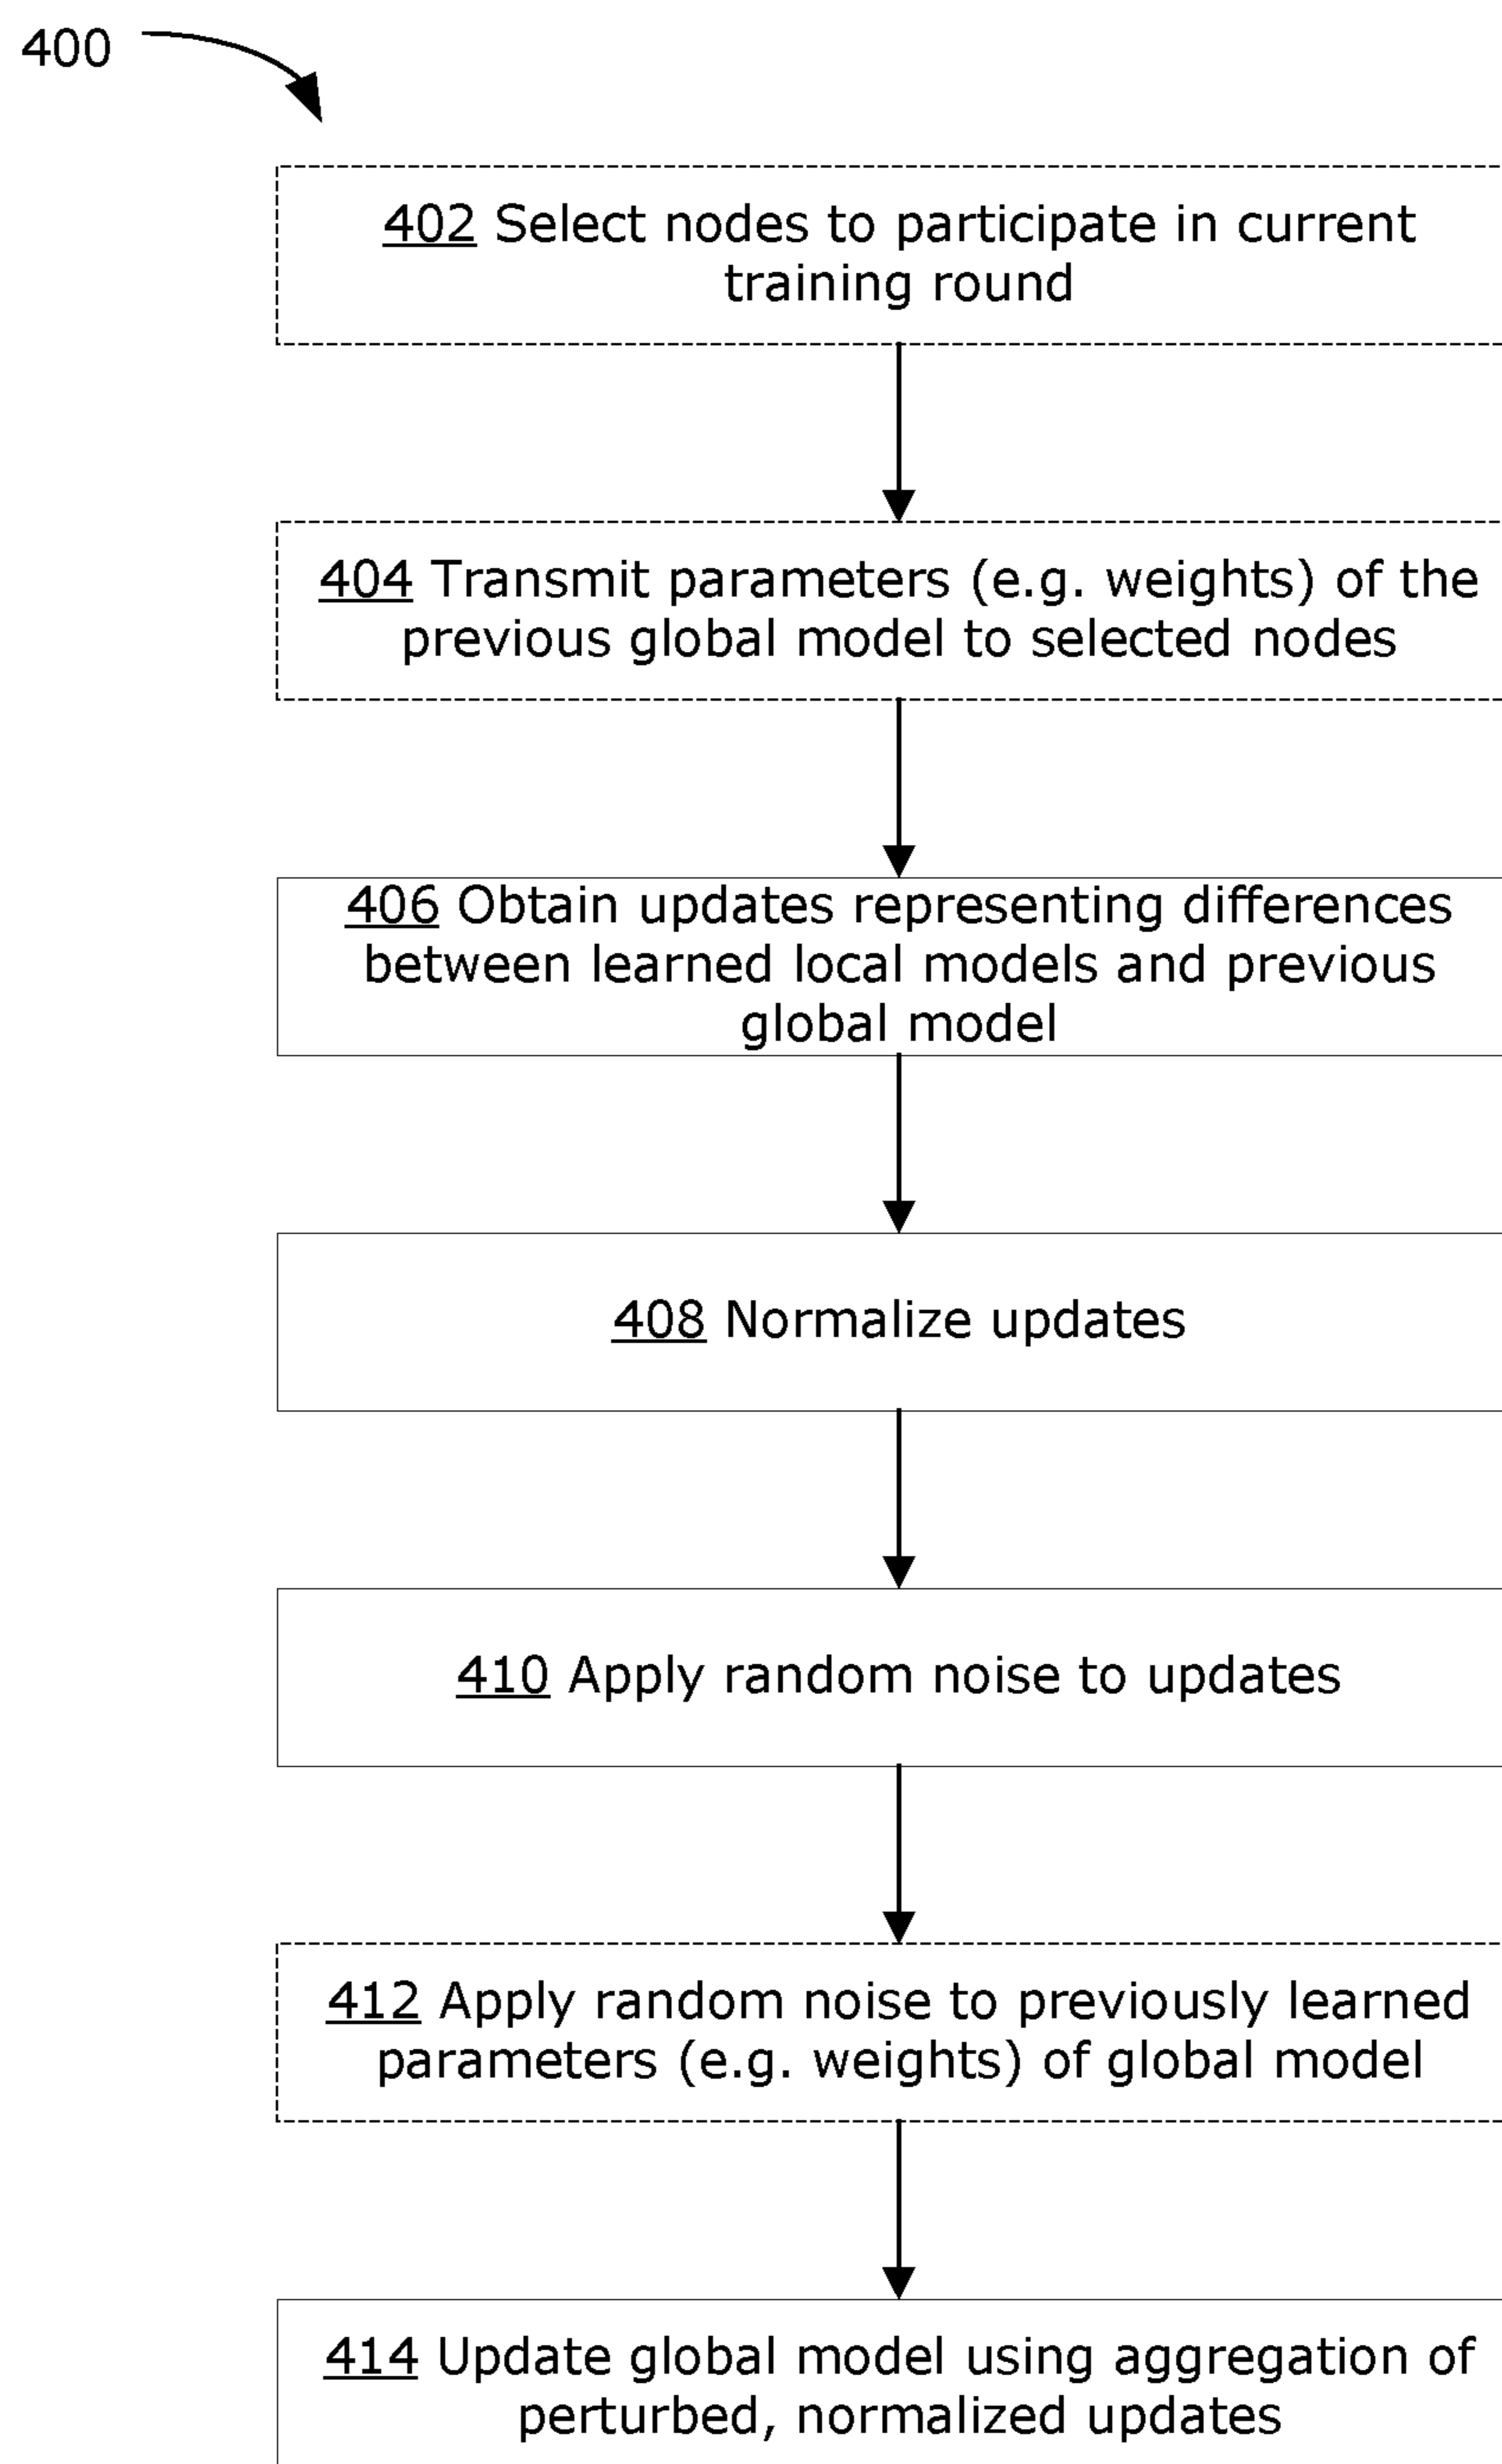 400
402 Select nodes to participate in current
training round
404 Transmit parameters (e.g. weights) of the
previous global model to selected nodes
406 Obtain updates representing differences
between learned local models and previous
global model
408 Normalize updates
410 Apply random noise to updates
412 Apply random noise to previously learned
parameters (e.g. weights) of global model
414 Update global model using aggregation of
perturbed, normalized updates